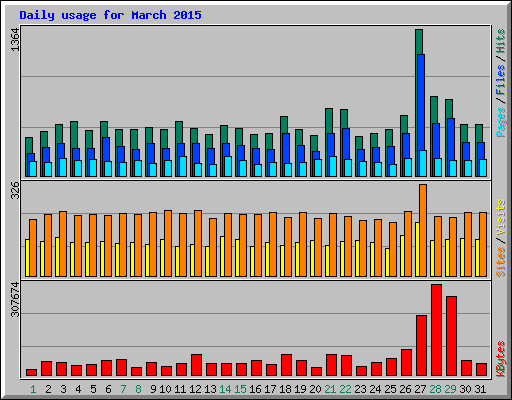 Daily usage for March 2015
1364
Pages / Files / Hits
326
Sites / Visits
307674
KBytes
1 2 3 4 5 6 7 8 9 10 11 12 13 14 15 16 17 18 19 20 21 22 23 24 25 26 27 28 29 30 31